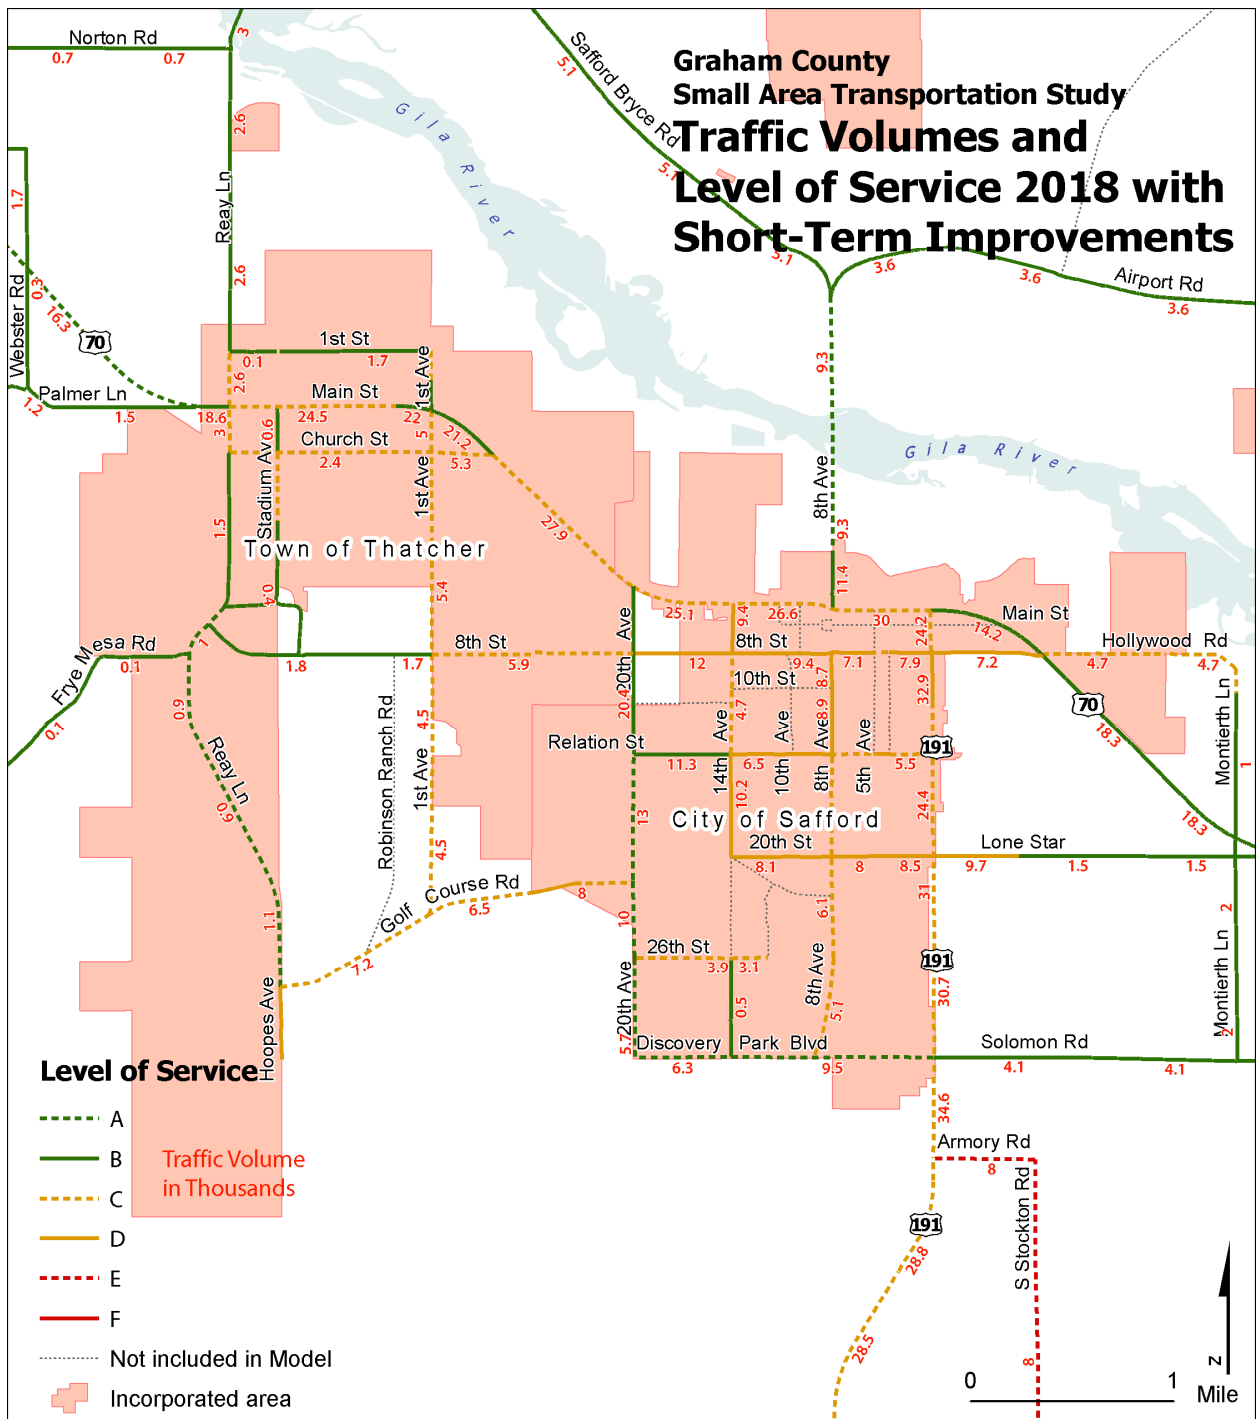 Graham County
Small Area Transportation Study
Traffic Volumes and
Level of Service 2018 with
Short-Term Improvements
Norton Rd
0.7
0.7
3
2.6
Reay Ln
2.6
Gila River
Safford Bryce Rd
5.1
5.1
5.1
3.6
3.6
Airport Rd
3.6
1.7
Webster Rd
0.3
16.3
70
Palmer Ln
1.2
1.5
18.6
1st St
0.1
1.7
2.6
1st Ave
Main St
24.5
22
21.2
3
0.6
5
Church St
2.4
5.3
Stadium Av
1st Ave
1.5
27.9
Town of Thatcher
0.4
5.4
9.3
8th Ave
9.3
11.4
Gila River
25.1
9.4
26.6
30
24.2
14.2
Main St
Hollywood Rd
4.7
4.7
Frye Mesa Rd
0.1
0.1
1
1.8
1.7
8th St
5.9
20th Ave
20.4
12
8th St
9.4
7.1
7.9
7.2
10th St
8.7
4.7
8.9
32.9
14th Ave
10th Ave
8th Ave
5th Ave
70
18.3
18.3
Montierth Ln
1
0.9
Reay Ln
0.9
Robinson Ranch Rd
4.5
1st Ave
4.5
Relation St
11.3
6.5
5.5
191
10.2
13
City of Safford
24.4
20th St
8.1
8
8.5
9.7
Lone Star
1.5
1.5
1.1
Golf Course Rd
7.2
6.5
8
10
6.1
31
2
26th St
3.9
3.1
191
30.7
Hoopes Ave
20th Ave
5.7
0.5
8th Ave
5.1
Montierth Ln
2
Discovery Park Blvd
6.3
9.5
Solomon Rd
4.1
4.1
34.6
Armory Rd
8
191
28.8
28.5
S Stockton Rd
8
Level of Service
A
B
C
D
E
F
Not included in Model
Incorporated area
Traffic Volume
in Thousands
0
1
Mile
N